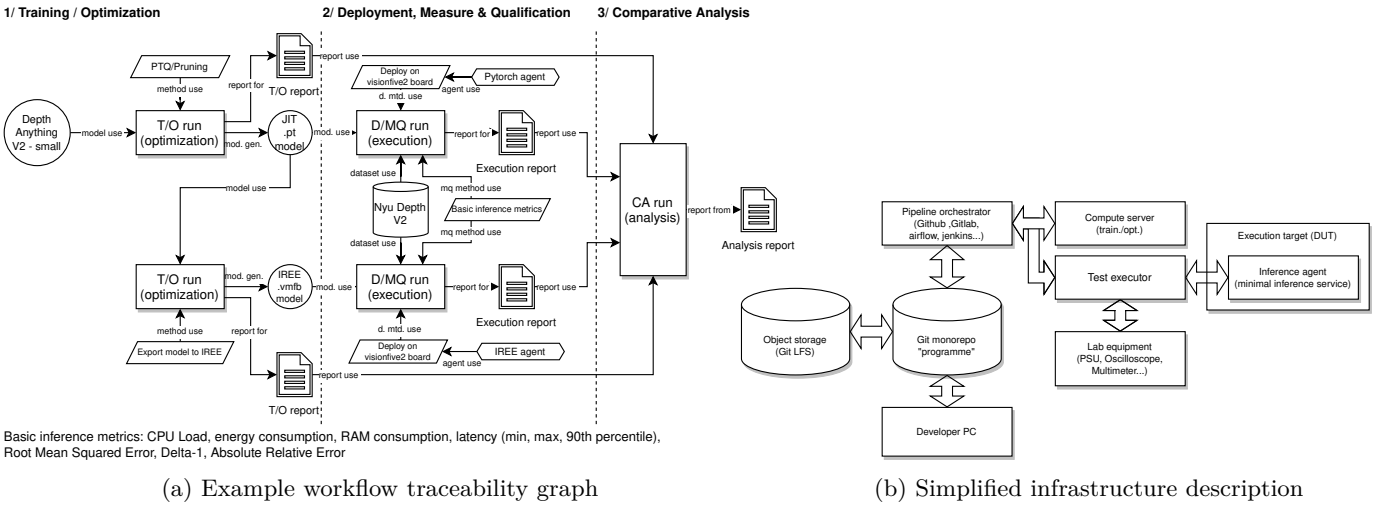 1/ Training / Optimization
2/ Deployment, Measure & Qualification
3/ Comparative Analysis
PTQ/Pruning
method use
report for
T/O report
report use
Deploy on
visionfive2 board
d. mtd. use
agent use
Pytorch agent
Depth
Anything
V2 - small
model use
T/O run
(optimization)
mod. gen.
JIT
.pt
model
mod. use
D/MQ run
(execution)
report for
Execution report
report use
model use
dataset use
mq method use
Nyu Depth
V2
Basic inference metrics
mq method use
dataset use
CA run
(analysis)
report from
Analysis report
T/O run
(optimization)
mod. gen.
IREE
.vmfb
model
mod. use
D/MQ run
(execution)
report for
Execution report
report use
method use
report for
Export model to IREE
d. mtd. use
Deploy on
visionfive2 board
agent use
IREE agent
T/O report
report use
Basic inference metrics: CPU Load, energy consumption, RAM consumption, latency (min, max, 90th percentile),
Root Mean Squared Error, Delta-1, Absolute Relative Error
(a) Example workflow traceability graph
Pipeline orchestrator
(Github ,Gitlab,
airflow, jenkins...)
Compute server
(train./opt.)
Execution target (DUT)
Test executor
Inference agent
(minimal inference service)
Object storage
(Git LFS)
Git monorepo
"programme"
Lab equipment
(PSU, Oscilloscope,
Multimeter...)
Developer PC
(b) Simplified infrastructure description